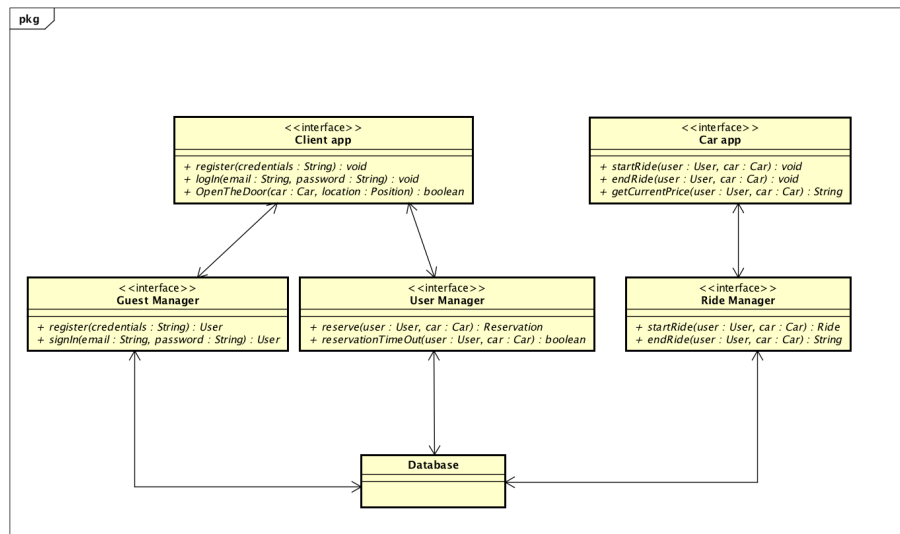 pkg
<<interface>>
Client app
+ register(credentials : String) : void
+ logIn(email : String, password : String) : void
+ OpenTheDoor(car : Car, location : Position) : boolean
<<interface>>
Car app
+ startRide(user : User, car : Car) : void
+ endRide(user : User, car : Car) : void
+ getCurrentPrice(user : User, car : Car) : String
<<interface>>
Guest Manager
+ register(credentials : String) : User
+ signIn(email : String, password : String) : User
<<interface>>
User Manager
+ reserve(user : User, car : Car) : Reservation
+ reservationTimeOut(user : User, car : Car) : boolean
<<interface>>
Ride Manager
+ startRide(user : User, car : Car) : Ride
+ endRide(user : User, car : Car) : String
Database